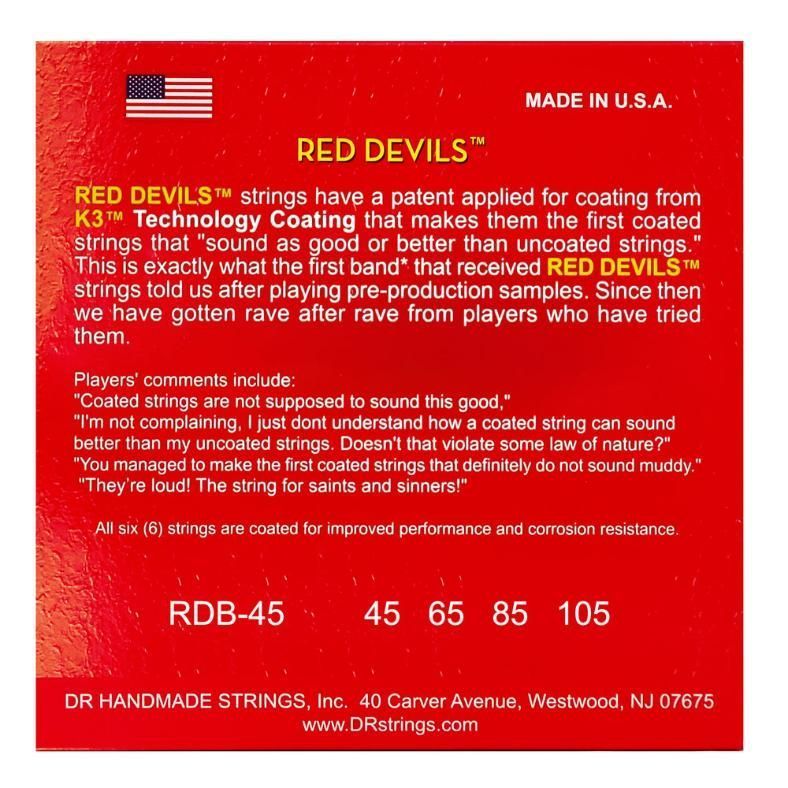 MADE IN U.S.A.
RED DEVILS™
RED DEVILS™ strings have a patent applied for coating from
K3™ Technology Coating that makes them the first coated
strings that "sound as good or better than uncoated strings."
This is exactly what the first band* that received RED DEVILS™
strings told us after playing pre-production samples. Since then
we have gotten rave after rave from players who have tried
them.
Players' comments include:
"Coated strings are not supposed to sound this good,"
"I'm not complaining, I just dont understand how a coated string can sound
better than my uncoated strings. Doesn't that violate some law of nature?"
"You managed to make the first coated strings that definitely do not sound muddy."
"They're loud! The string for saints and sinners!"
All six (6) strings are coated for improved performance and corrosion resistance.
RDB-45 45 65 85 105
DR HANDMADE STRINGS, Inc. 40 Carver Avenue, Westwood, NJ 07675
www.DRstrings.com